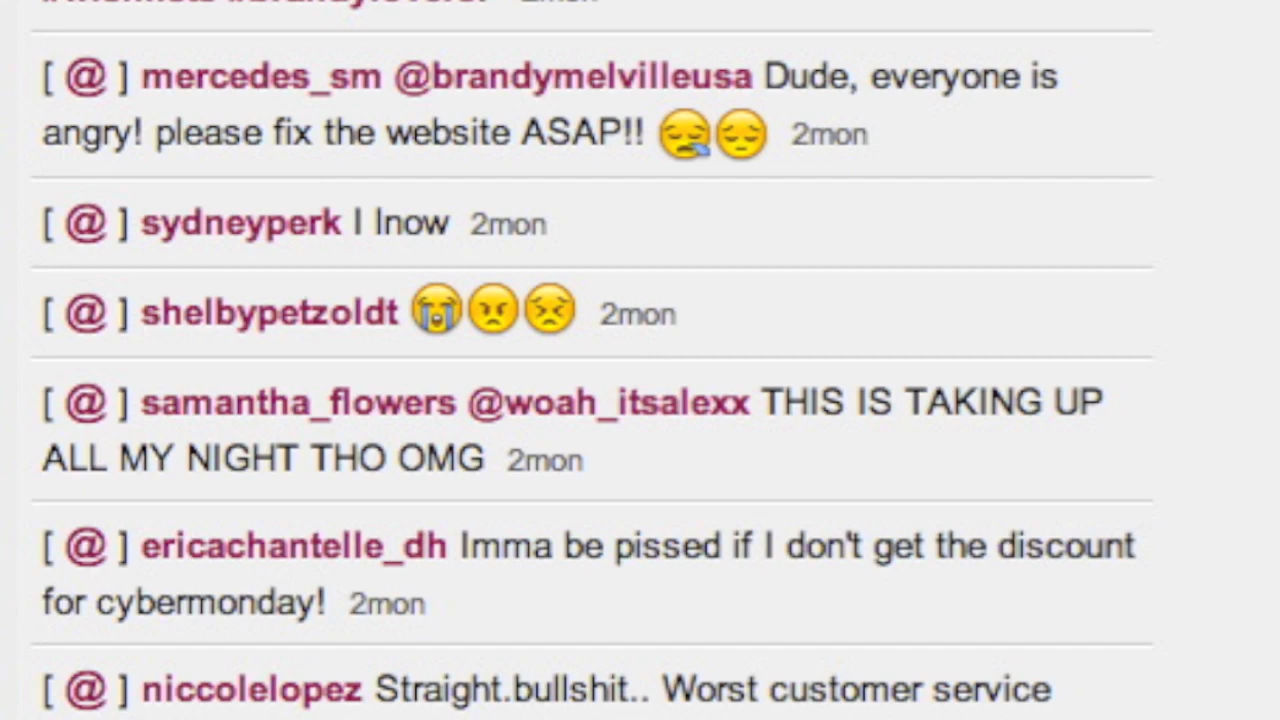 [ @ ] mercedes_sm @brandymelvilleusa Dude, everyone is
angry! please fix the website ASAP!! 😪😔 2mon
[ @ ] sydneyperk I Inow 2mon
[ @ ] shelbypetzoldt 😭😠😣 2mon
[ @ ] samantha_flowers @woah_itsalexx THIS IS TAKING UP
ALL MY NIGHT THO OMG 2mon
[ @ ] ericachantelle_dh Imma be pissed if I don't get the discount
for cybermonday! 2mon
[ @ ] niccolelopez Straight.bullshit.. Worst customer service